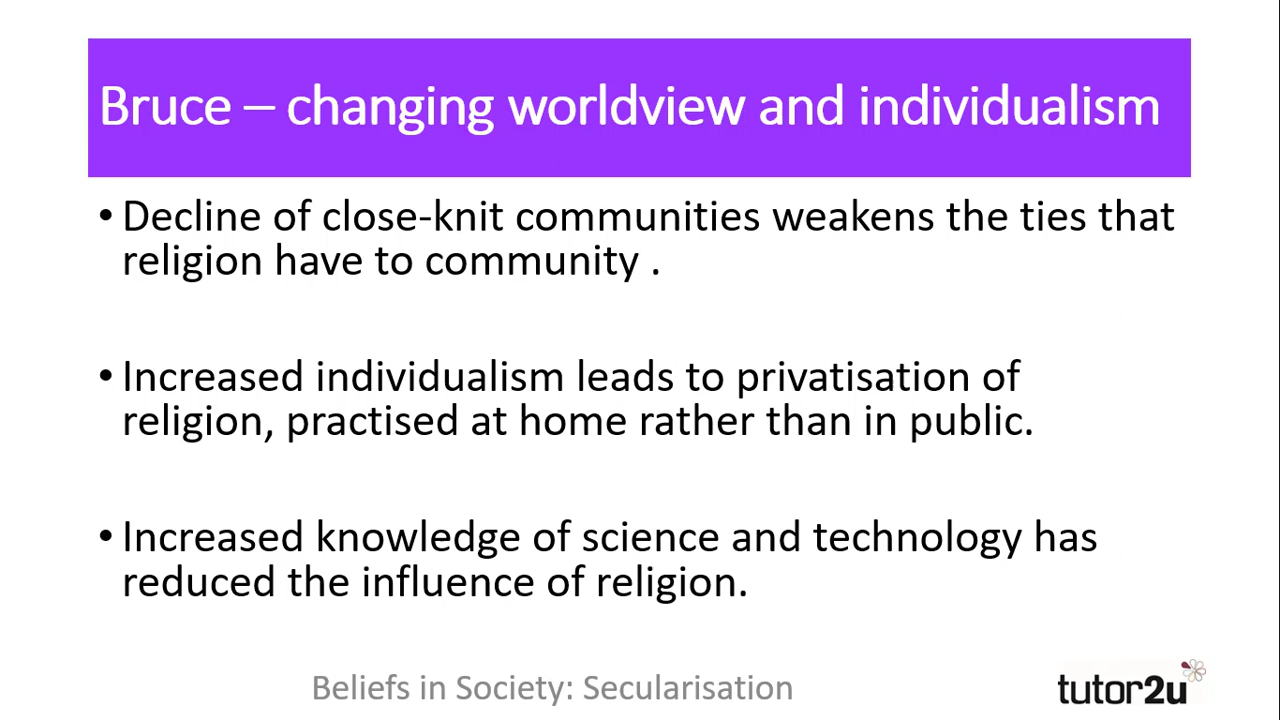 Bruce – changing worldview and individualism
• Decline of close-knit communities weakens the ties that
religion have to community .
• Increased individualism leads to privatisation of
religion, practised at home rather than in public.
• Increased knowledge of science and technology has
reduced the influence of religion.
Beliefs in Society: Secularisation
tutor2u